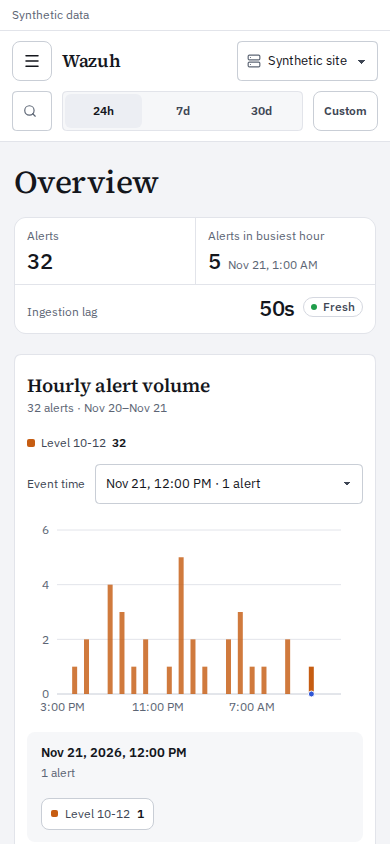 Synthetic data
Wazuh
Synthetic site
24h
7d
30d
Custom
Overview
Alerts
32
Alerts in busiest hour
5 Nov 21, 1:00 AM
Ingestion lag
50s
Fresh
Hourly alert volume
32 alerts · Nov 20–Nov 21
Level 10-12 32
Event time
Nov 21, 12:00 PM · 1 alert
6
4
2
0
3:00 PM
11:00 PM
7:00 AM
Nov 21, 2026, 12:00 PM
1 alert
Level 10-12 1